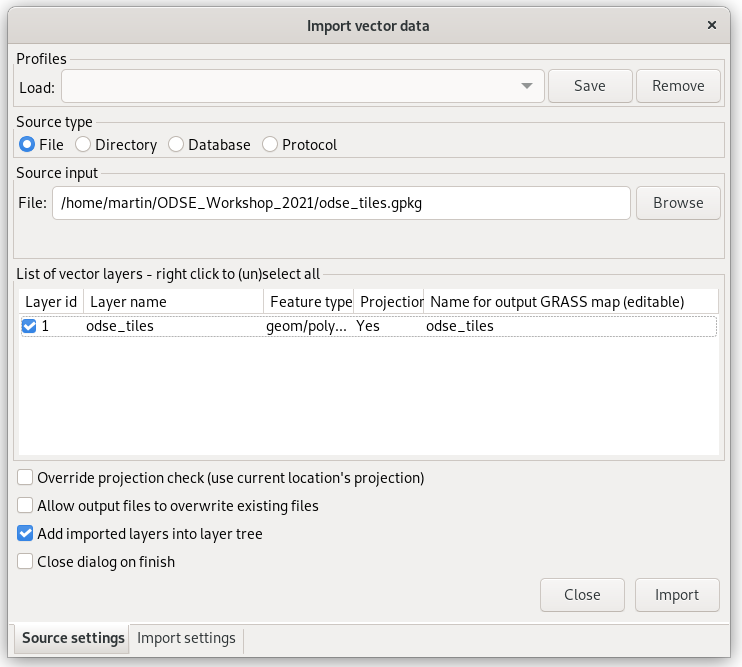 Import vector data ×
Profiles
Load: Save Remove
Source type
File Directory Database Protocol
Source input
File: /home/martin/ODSE_Workshop_2021/odse_tiles.gpkg Browse
List of vector layers - right click to (un)select all
Layer id Layer name Feature type Projection Name for output GRASS map (editable)
1 odse_tiles geom/poly... Yes odse_tiles
Override projection check (use current location's projection)
Allow output files to overwrite existing files
Add imported layers into layer tree
Close dialog on finish
Close Import
Source settings Import settings